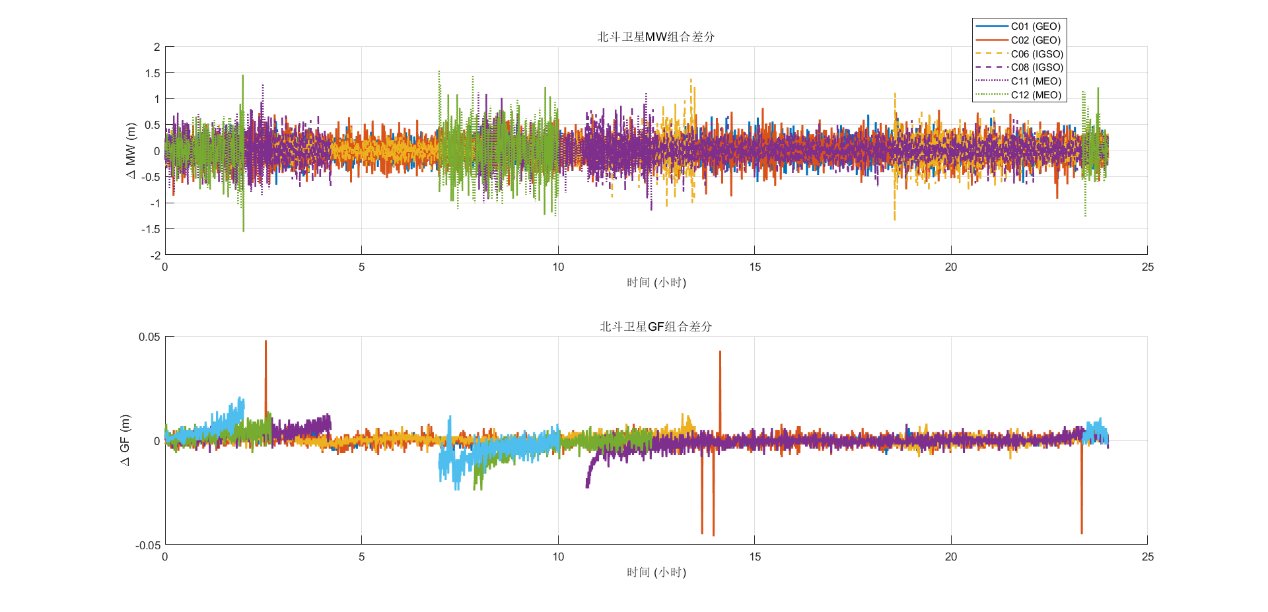 北斗卫星MW组合差分
C01 (GEO)
C02 (GEO)
C06 (IGSO)
C08 (IGSO)
C11 (MEO)
C12 (MEO)
Δ MW (m)
2
1.5
1
0.5
0
-0.5
-1
-1.5
-2
0 5 10 15 20 25
时间 (小时)
北斗卫星GF组合差分
Δ GF (m)
0.05
0
-0.05
0 5 10 15 20 25
时间 (小时)